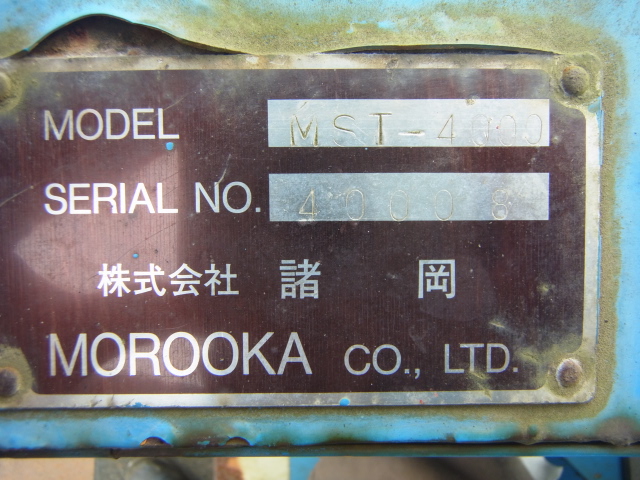 MODEL MST-4000
SERIAL NO. 40008
株式会社 諸岡
MOROOKA CO., LTD.